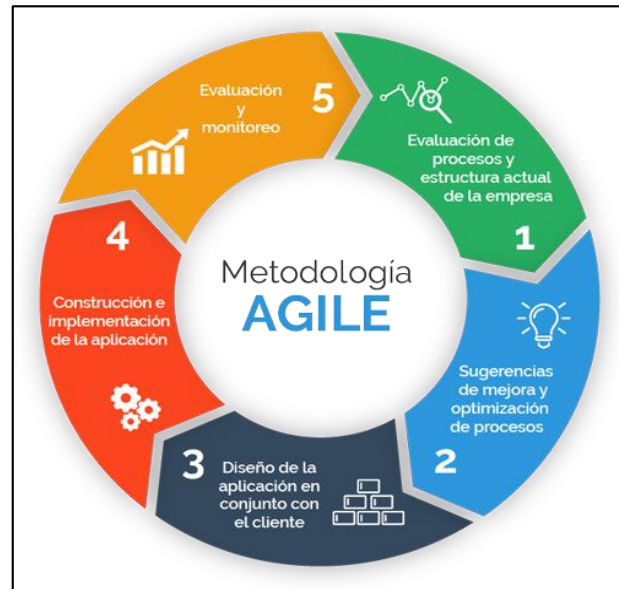 Metodología
AGILE
Evaluación de
procesos y
estructura actual
de la empresa
1
Sugerencias
de mejora y
optimización
de procesos
2
3
Diseño de la
aplicación en
conjunto con
el cliente
4
Construcción e
implementación
de la aplicación
5
Evaluación
y
monitoreo